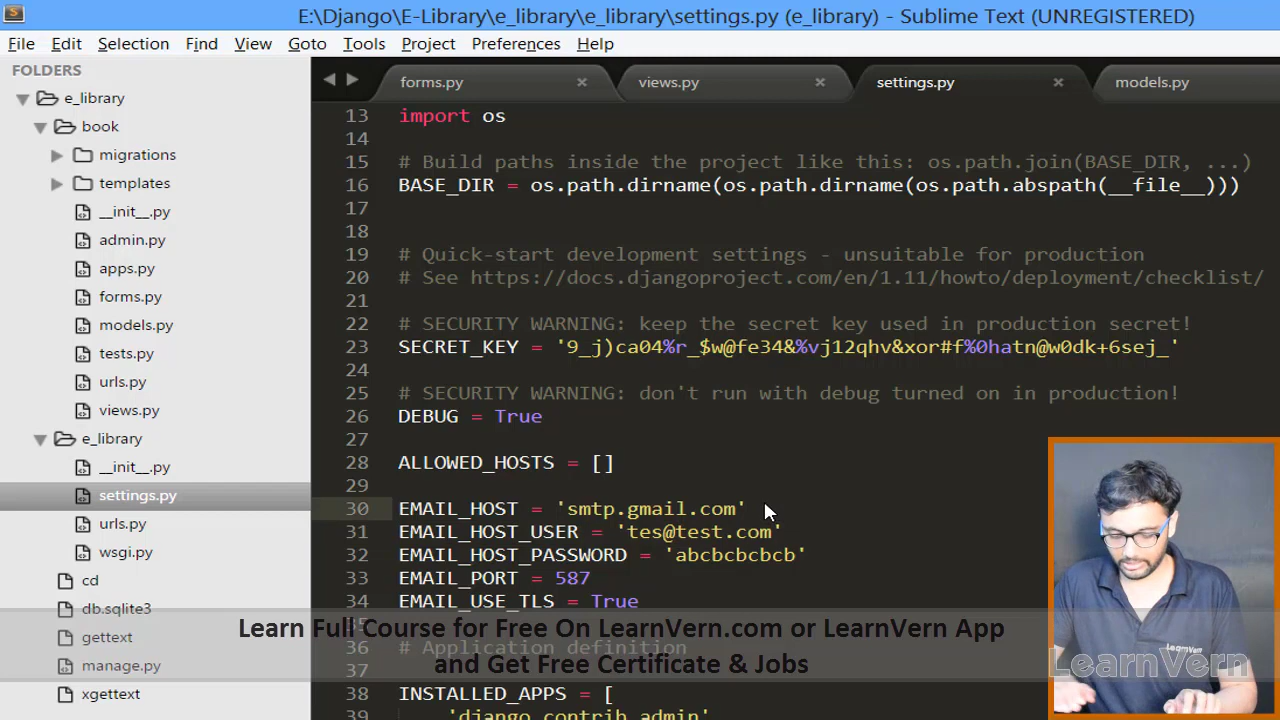 E:\Django\E-Library\e_library\e_library\settings.py (e_library) - Sublime Text (UNREGISTERED)
File Edit Selection Find View Goto Tools Project Preferences Help
FOLDERS
e_library
book
migrations
templates
__init__.py
admin.py
apps.py
forms.py
models.py
tests.py
urls.py
views.py
e_library
__init__.py
settings.py
urls.py
wsgi.py
cd
db.sqlite3
gettext
manage.py
xgettext
forms.py × views.py × settings.py × models.py
13 import os
14
15 # Build paths inside the project like this: os.path.join(BASE_DIR, ...)
16 BASE_DIR = os.path.dirname(os.path.dirname(os.path.abspath(__file__)))
17
18
19 # Quick-start development settings - unsuitable for production
20 # See https://docs.djangoproject.com/en/1.11/howto/deployment/checklist/
21
22 # SECURITY WARNING: keep the secret key used in production secret!
23 SECRET_KEY = '9_j)ca04%r_$w@fe34&%vj12qhv&xor#f%0hatn@w0dk+6sej_'
24
25 # SECURITY WARNING: don't run with debug turned on in production!
26 DEBUG = True
27
28 ALLOWED_HOSTS = []
29
30 EMAIL_HOST = 'smtp.gmail.com'
31 EMAIL_HOST_USER = 'tes@test.com'
32 EMAIL_HOST_PASSWORD = 'abcbcbcbcb'
33 EMAIL_PORT = 587
34 EMAIL_USE_TLS = True
35
36 # Application definition
37
38 INSTALLED_APPS = [
39 'django.contrib.admin'
Learn Full Course for Free On LearnVern.com or LearnVern App
and Get Free Certificate & Jobs
LearnVern